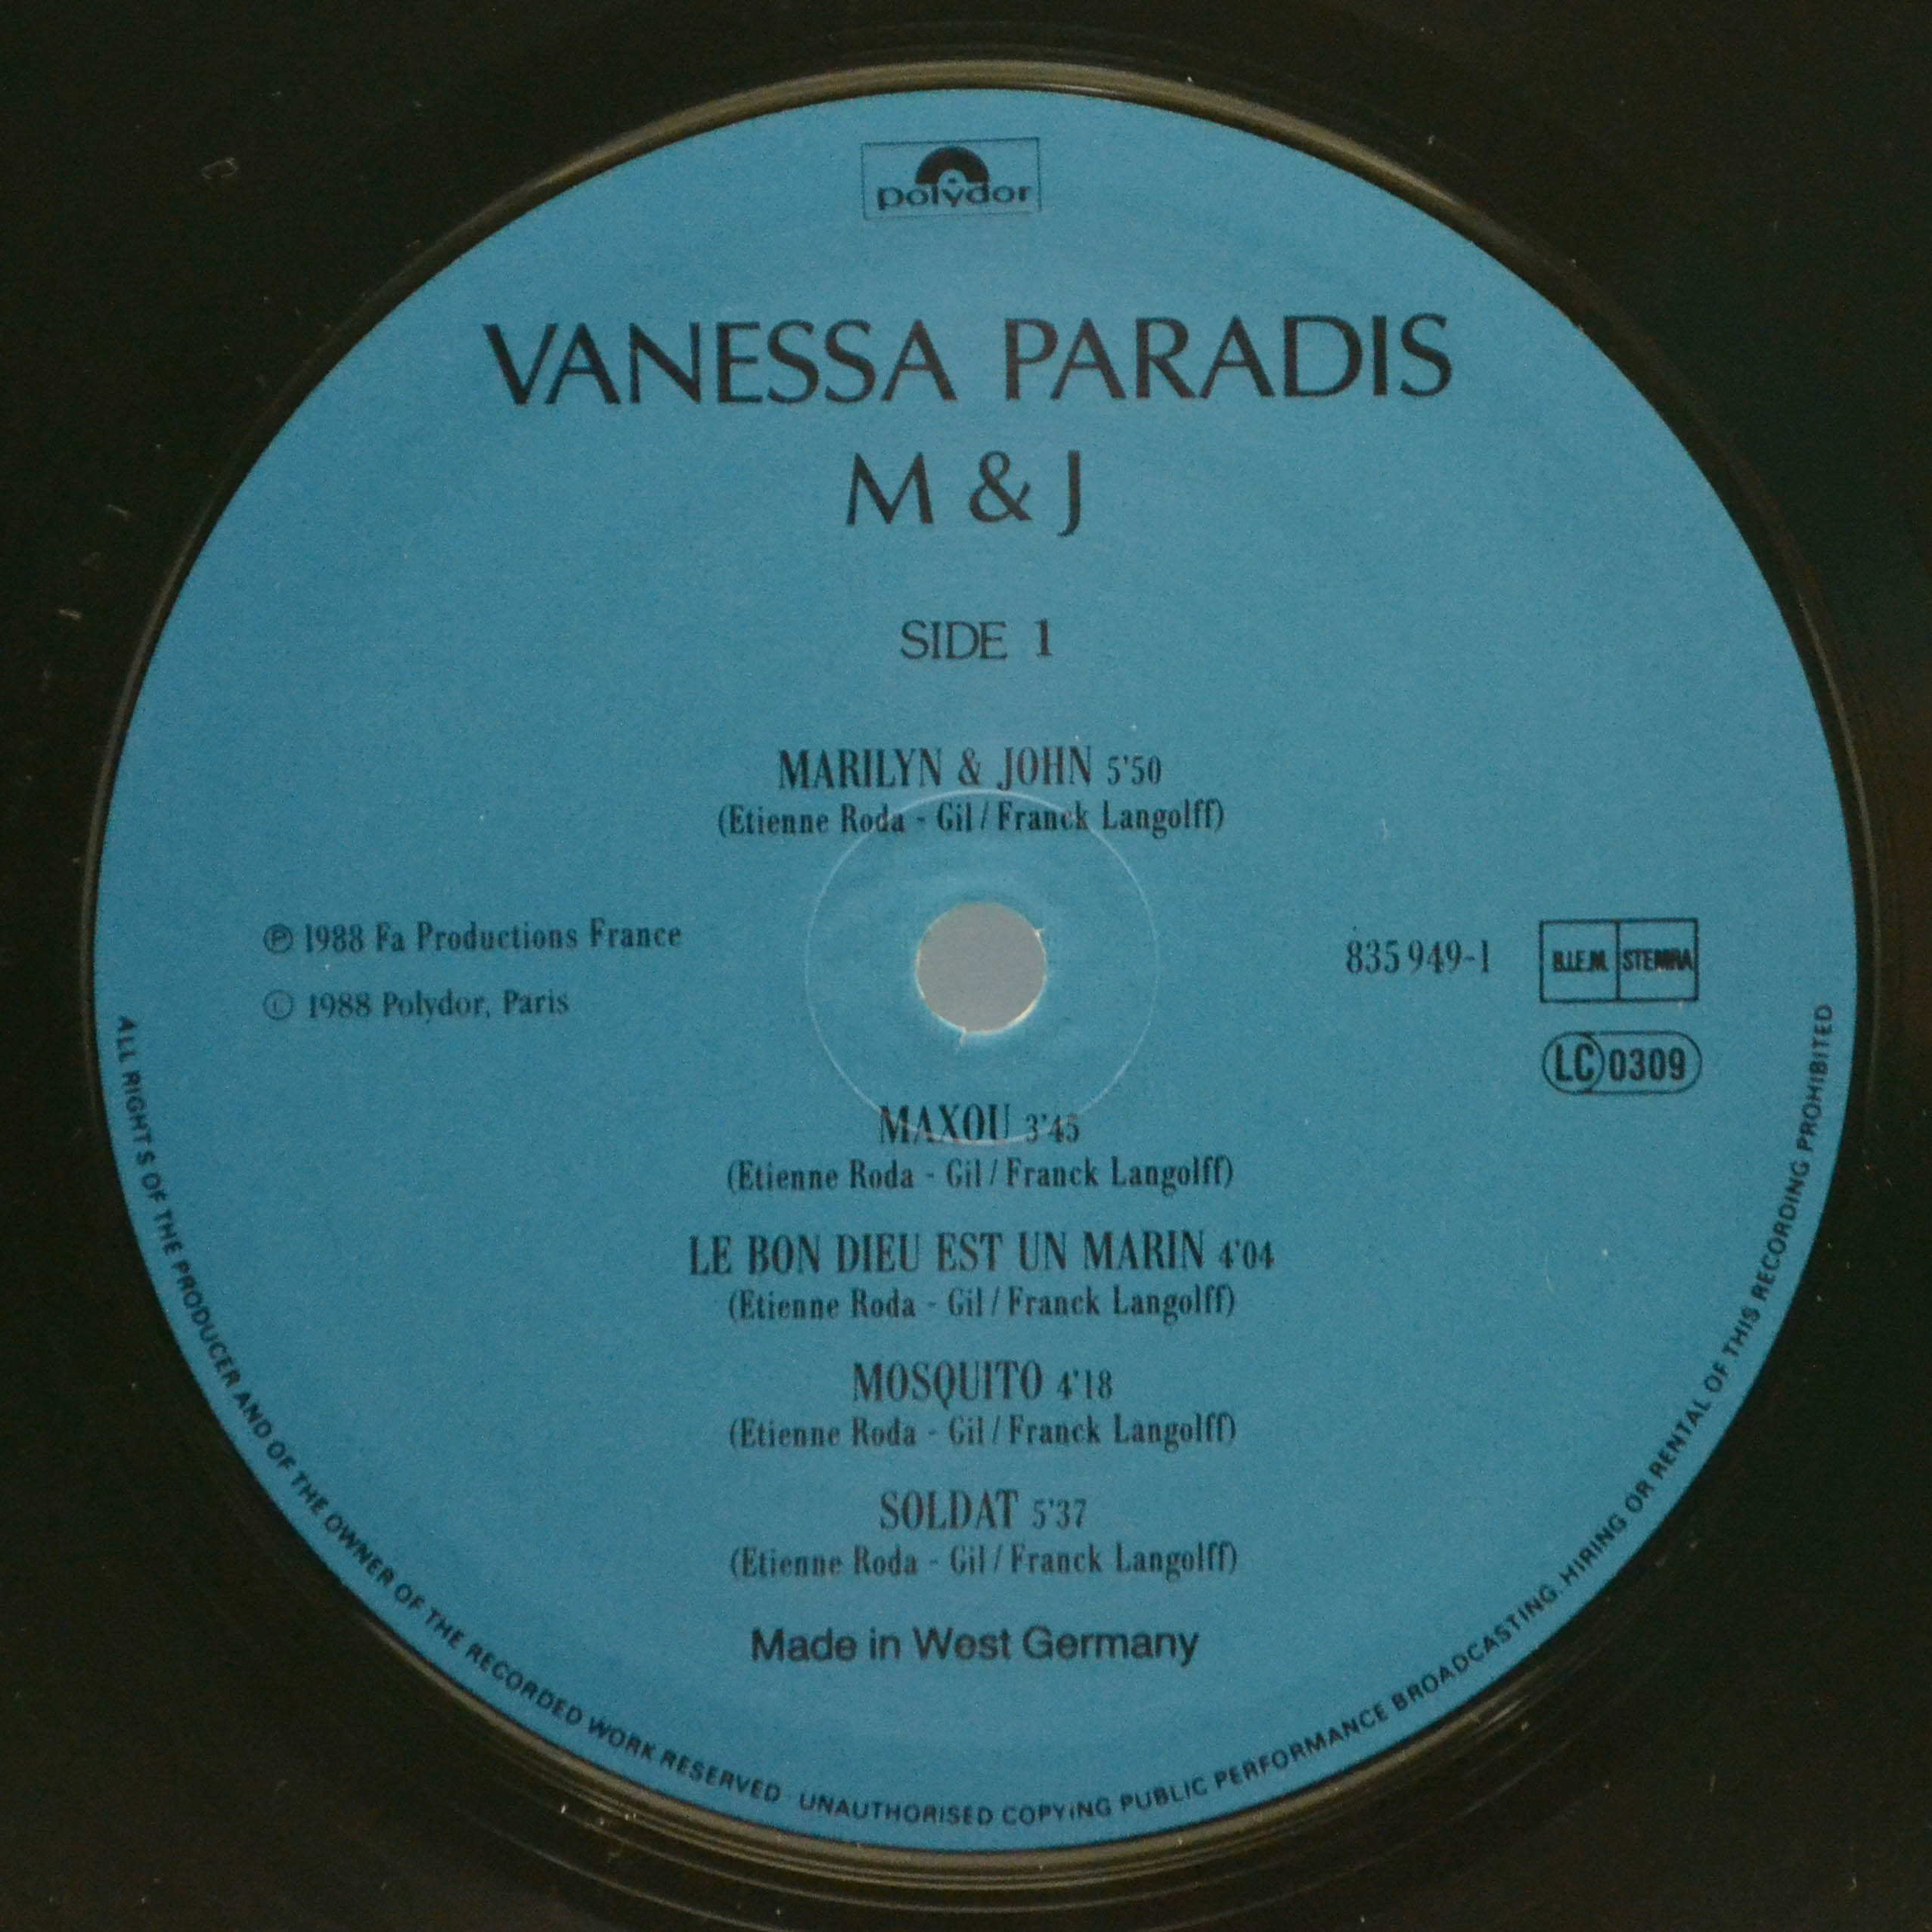 polydor
VANESSA PARADIS
M & J
SIDE 1
MARILYN & JOHN 5'50
(Etienne Roda - Gil / Franck Langolff)
℗ 1988 Fa Productions France
© 1988 Polydor, Paris
835 949-1
B.I.E.M. STEMRA
LC 0309
MAXOU 3'45
(Etienne Roda - Gil / Franck Langolff)
LE BON DIEU EST UN MARIN 4'04
(Etienne Roda - Gil / Franck Langolff)
MOSQUITO 4'18
(Etienne Roda - Gil / Franck Langolff)
SOLDAT 5'37
(Etienne Roda - Gil / Franck Langolff)
Made in West Germany
ALL RIGHTS OF THE PRODUCER AND OF THE OWNER OF THE RECORDED WORK RESERVED · UNAUTHORISED COPYING PUBLIC PERFORMANCE BROADCASTING. HIRING OR RENTAL OF THIS RECORDING PROHIBITED